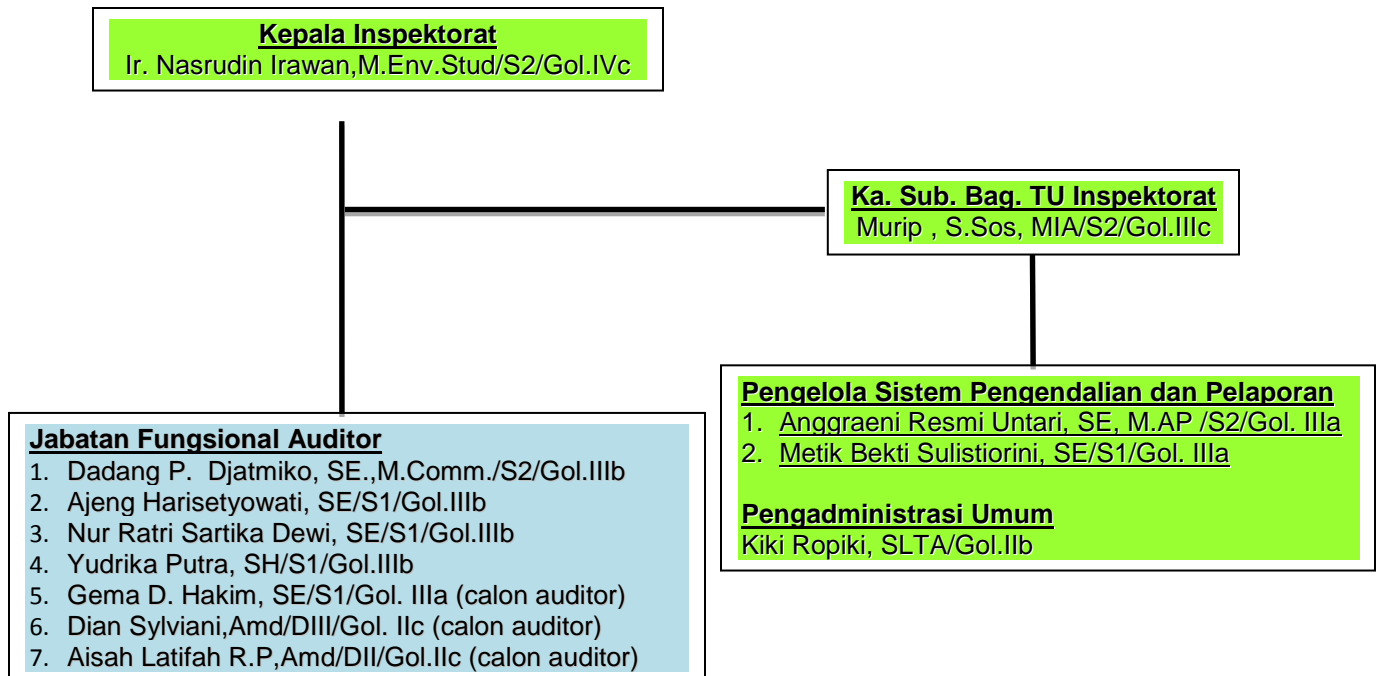 Kepala Inspektorat
Ir. Nasrudin Irawan,M.Env.Stud/S2/Gol.IVc
Ka. Sub. Bag. TU Inspektorat
Murip , S.Sos, MIA/S2/Gol.IIIc
Jabatan Fungsional Auditor
1. Dadang P. Djatmiko, SE.,M.Comm./S2/Gol.IIIb
2. Ajeng Harisetyowati, SE/S1/Gol.IIIb
3. Nur Ratri Sartika Dewi, SE/S1/Gol.IIIb
4. Yudrika Putra, SH/S1/Gol.IIIb
5. Gema D. Hakim, SE/S1/Gol. IIIa (calon auditor)
6. Dian Sylviani,Amd/DIII/Gol. IIc (calon auditor)
7. Aisah Latifah R.P,Amd/DII/Gol.IIc (calon auditor)
Pengelola Sistem Pengendalian dan Pelaporan
1. Anggraeni Resmi Untari, SE, M.AP /S2/Gol. IIIa
2. Metik Bekti Sulistiorini, SE/S1/Gol. IIIa
Pengadministrasi Umum
Kiki Ropiki, SLTA/Gol.IIb